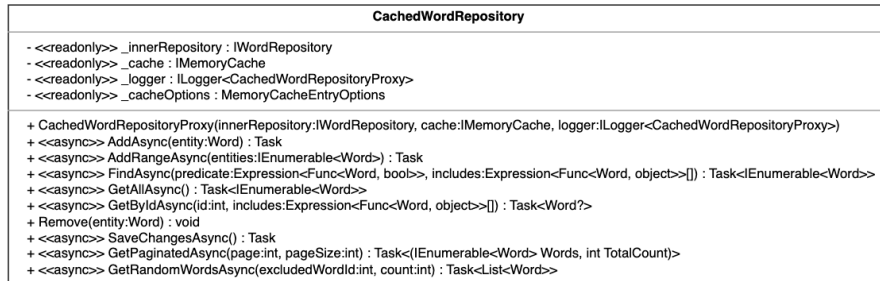 CachedWordRepository
- <<readonly>> _innerRepository : IWordRepository
- <<readonly>> _cache : IMemoryCache
- <<readonly>> _logger : ILogger<CachedWordRepositoryProxy>
- <<readonly>> _cacheOptions : MemoryCacheEntryOptions
+ CachedWordRepositoryProxy(innerRepository:IWordRepository, cache:IMemoryCache, logger:ILogger<CachedWordRepositoryProxy>)
+ <<async>> AddAsync(entity:Word) : Task
+ <<async>> AddRangeAsync(entities:IEnumerable<Word>) : Task
+ <<async>> FindAsync(predicate:Expression<Func<Word, bool>>, includes:Expression<Func<Word, object>>[]) : Task<IEnumerable<Word>>
+ <<async>> GetAllAsync() : Task<IEnumerable<Word>>
+ <<async>> GetByIdAsync(id:int, includes:Expression<Func<Word, object>>[]) : Task<Word?>
+ Remove(entity:Word) : void
+ <<async>> SaveChangesAsync() : Task
+ <<async>> GetPaginatedAsync(page:int, pageSize:int) : Task<(IEnumerable<Word> Words, int TotalCount)>
+ <<async>> GetRandomWordsAsync(excludedWordId:int, count:int) : Task<List<Word>>